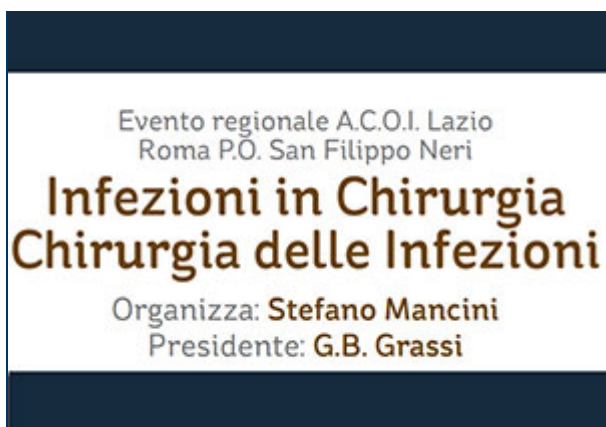 Evento regionale A.C.O.I. Lazio
Roma P.O. San Filippo Neri
Infezioni in Chirurgia
Chirurgia delle Infezioni
Organizza: Stefano Mancini
Presidente: G.B. Grassi